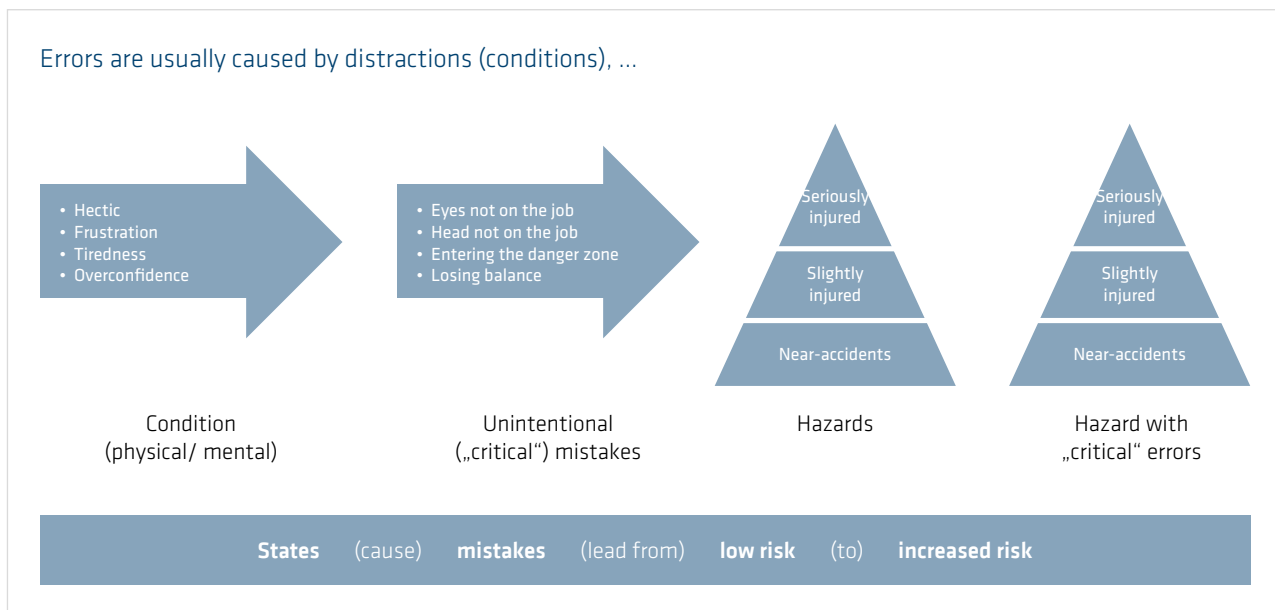 Errors are usually caused by distractions (conditions), ...
• Hectic
• Frustration
• Tiredness
• Overconfidence
Condition
(physical/ mental)
• Eyes not on the job
• Head not on the job
• Entering the danger zone
• Losing balance
Unintentional
(„critical“) mistakes
Seriously
injured
Slightly
injured
Near-accidents
Hazards
Seriously
injured
Slightly
injured
Near-accidents
Hazard with
„critical“ errors
States (cause) mistakes (lead from) low risk (to) increased risk